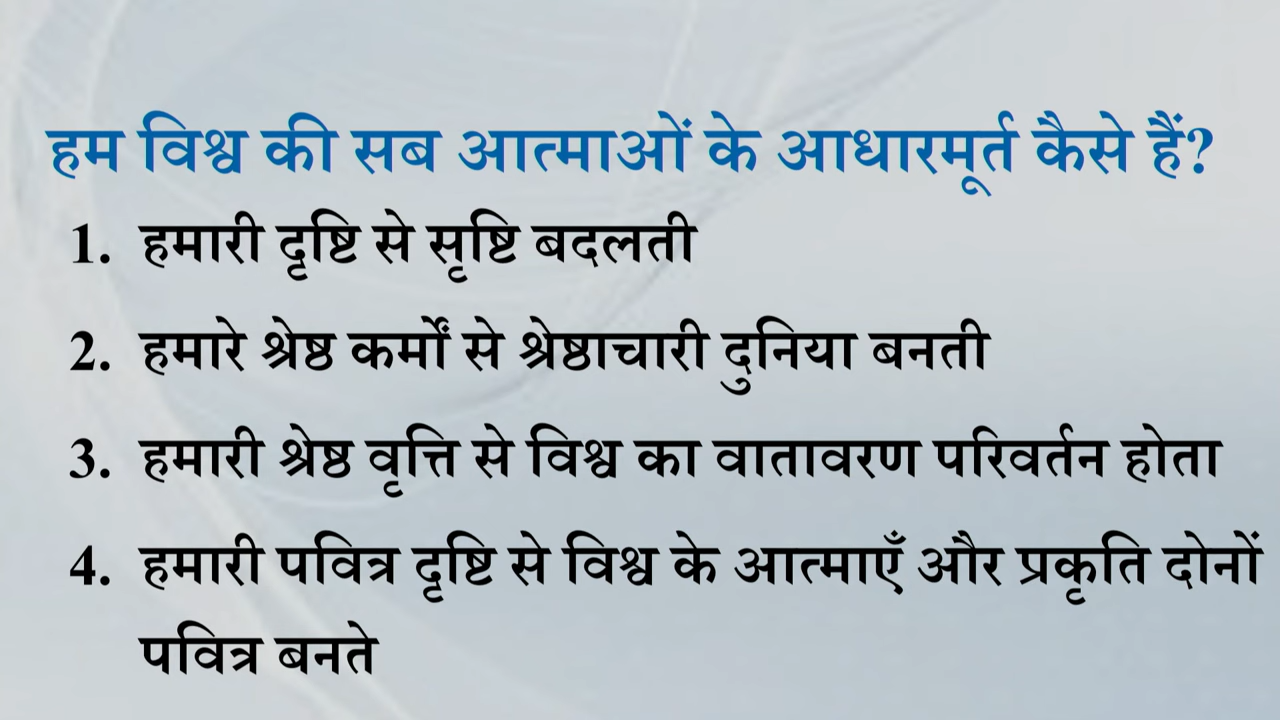 हम विश्व की सब आत्माओं के आधारमूर्त कैसे हैं?
1. हमारी दृष्टि से सृष्टि बदलती
2. हमारे श्रेष्ठ कर्मों से श्रेष्ठाचारी दुनिया बनती
3. हमारी श्रेष्ठ वृत्ति से विश्व का वातावरण परिवर्तन होता
4. हमारी पवित्र दृष्टि से विश्व के आत्माएँ और प्रकृति दोनों
पवित्र बनते